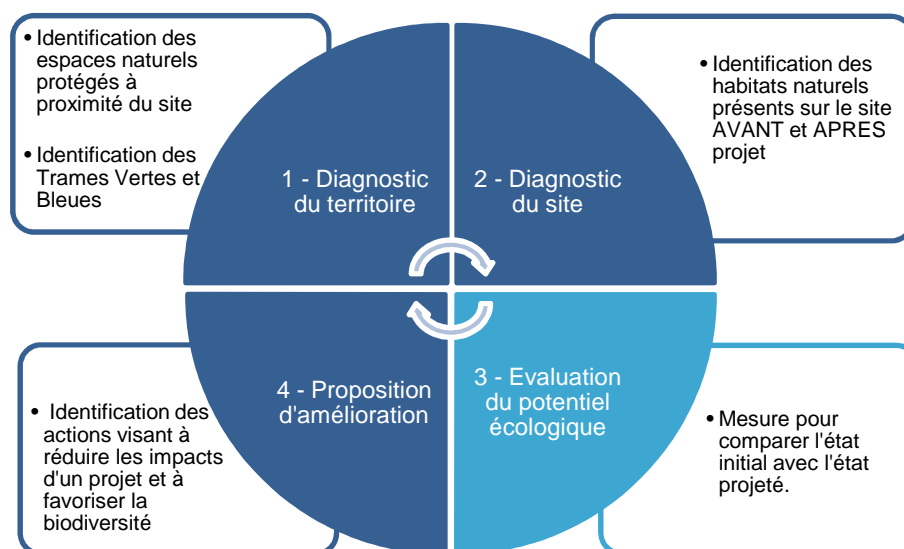 • Identification des
espaces naturels
protégés à
proximité du site
• Identification des
Trames Vertes et
Bleues
1 - Diagnostic
du territoire
2 - Diagnostic
du site
• Identification des
habitats naturels
présents sur le site
AVANT et APRES
projet
4 - Proposition
d'amélioration
• Identification des
actions visant à
réduire les impacts
d'un projet et à
favoriser la
biodiversité
3 - Evaluation
du potentiel
écologique
• Mesure pour
comparer l'état
initial avec l'état
projeté.